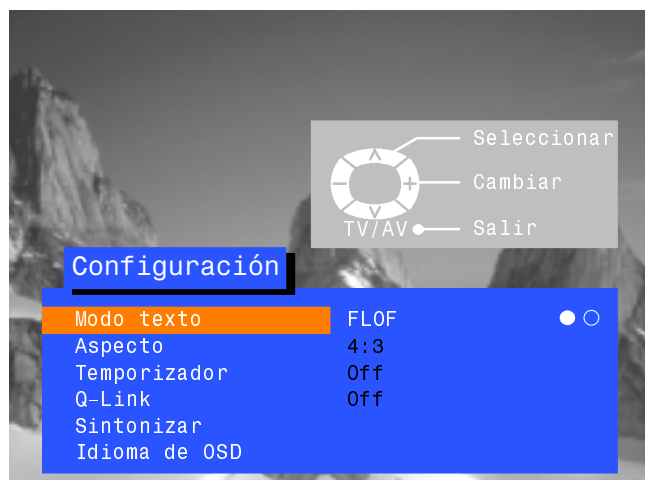 Seleccionar
Cambiar
TV/AV Salir
Configuración
Modo texto FLOF
Aspecto 4:3
Temporizador Off
Q-Link Off
Sintonizar
Idioma de OSD